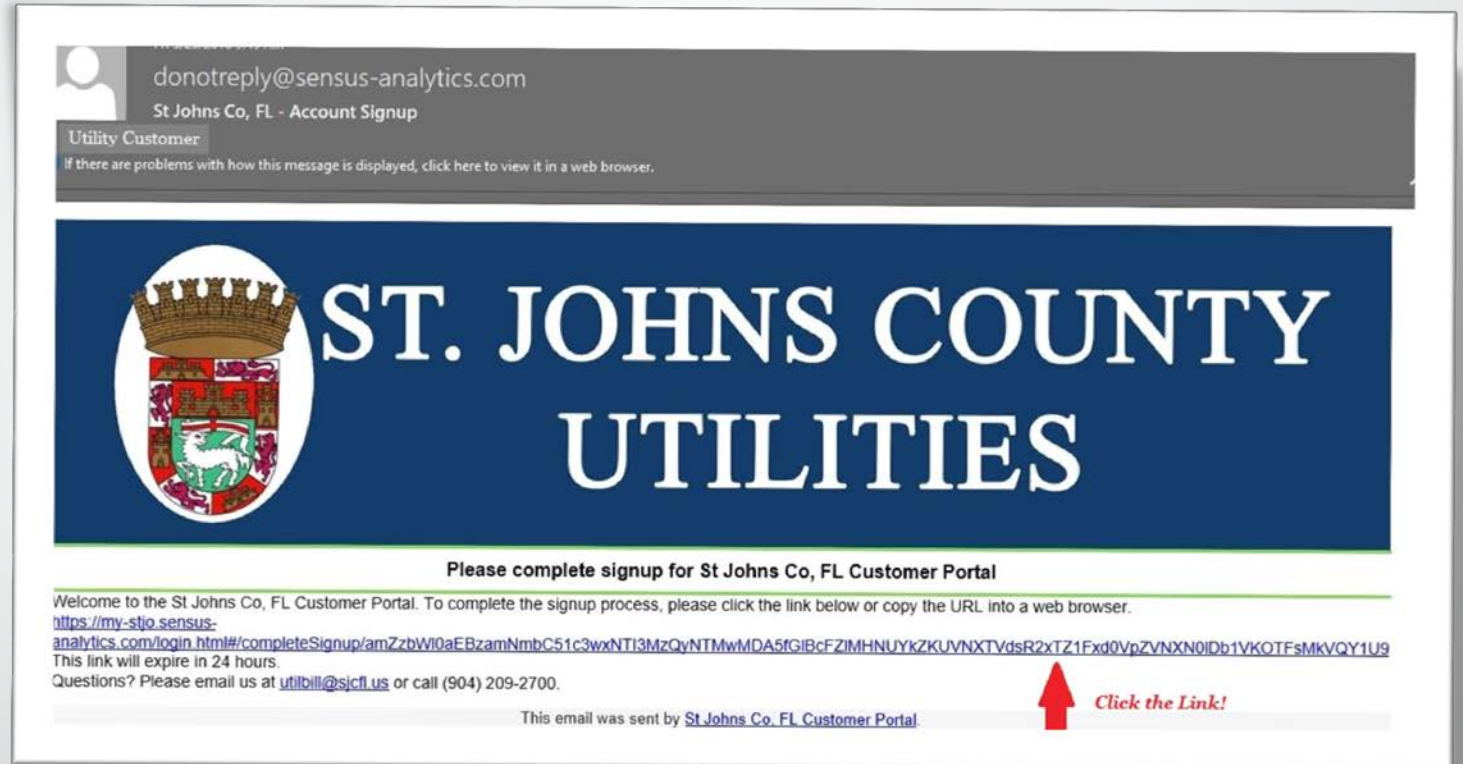 donotreply@sensus-analytics.com
St Johns Co, FL - Account Signup
Utility Customer
If there are problems with how this message is displayed, click here to view it in a web browser.
ST. JOHNS COUNTY
UTILITIES
Please complete signup for St Johns Co, FL Customer Portal
Welcome to the St Johns Co, FL Customer Portal. To complete the signup process, please click the link below or copy the URL into a web browser.
https://my-stjo.sensus-
analytics.com/login.html#/completeSignup/amZzbWI0aEBzamNmbC51c3wxNTI3MzQyNTMwMDA5fGlBcFZlMHNUYkZKUVNXTVdsR2xTZ1Fxd0VpZVNXN0lDb1VKOTFsMkVQY1U9
This link will expire in 24 hours.
Questions? Please email us at utilbill@sjcfl.us or call (904) 209-2700.
Click the Link!
This email was sent by St Johns Co, FL Customer Portal.